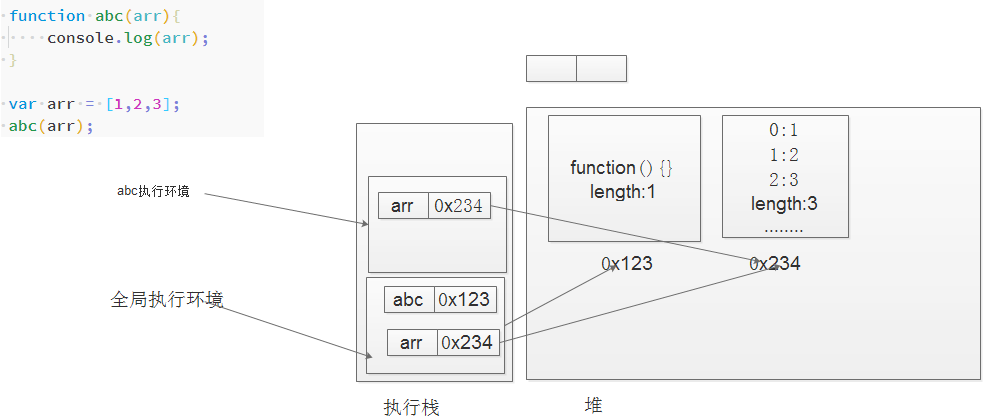 function abc(arr){
    console.log(arr);
}
var arr = [1,2,3];
abc(arr);
abc执行环境
全局执行环境
arr 0x234
abc 0x123
arr 0x234
执行栈
function () {}
length:1
0x123
0:1
1:2
2:3
length:3
........
0x234
堆